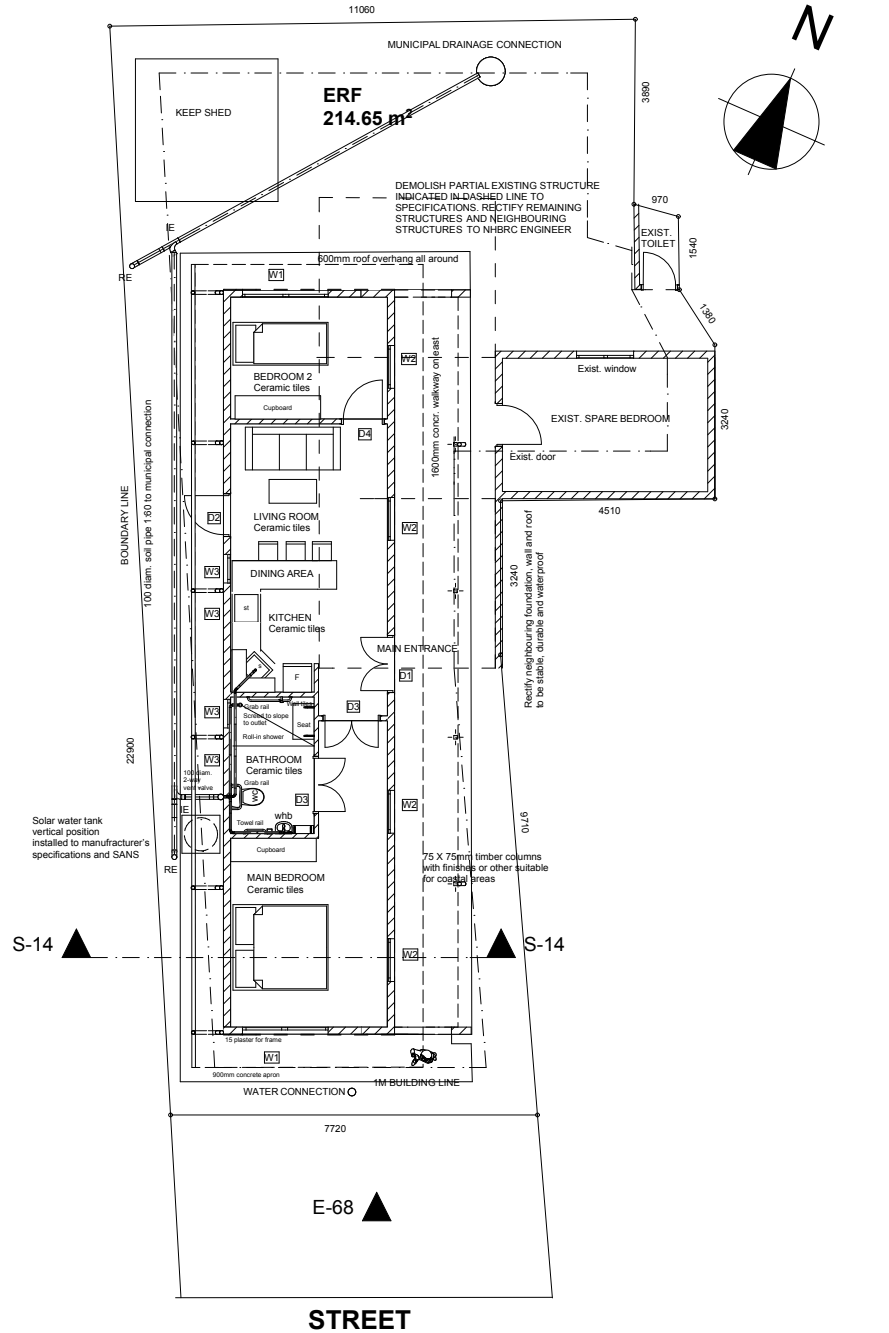 11060
N
MUNICIPAL DRAINAGE CONNECTION
KEEP SHED
ERF
214.65 m²
3890
DEMOLISH PARTIAL EXISTING STRUCTURE
INDICATED IN DASHED LINE TO
SPECIFICATIONS. RECTIFY REMAINING
STRUCTURES AND NEIGHBOURING
STRUCTURES TO NHBRC ENGINEER
970
EXIST.
TOILET
1540
IE
RE
600mm roof overhang all around
W1
1380
BEDROOM 2
Ceramic tiles
Cupboard
W2
1600mm concr. walkway on east
Exist. window
EXIST. SPARE BEDROOM
3240
Exist. door
4510
D4
BOUNDARY LINE
100 diam. soil pipe 1:60 to municipal connection
LIVING ROOM
Ceramic tiles
D2
W2
DINING AREA
W3
W3
st
KITCHEN
Ceramic tiles
3240
Rectify neighbouring foundation, wall and roof
to be stable, durable and waterproof
MAIN ENTRANCE
s
F
D1
W3
Grab rail
Wall tiles
Screed to slope
to outlet
Seat
Roll-in shower
D3
22900
W3
BATHROOM
Ceramic tiles
100 diam.
2-way
vent valve
Grab rail
WC
D3
IE
Towel rail
whb
W2
9710
Solar water tank
vertical position
installed to manufracturer's
specifications and SANS
RE
Cupboard
MAIN BEDROOM
Ceramic tiles
75 X 75mm timber columns
with finishes or other suitable
for coastal areas
S-14
W2
S-14
15 plaster for frame
W1
900mm concrete apron
1M BUILDING LINE
WATER CONNECTION
7720
E-68
STREET